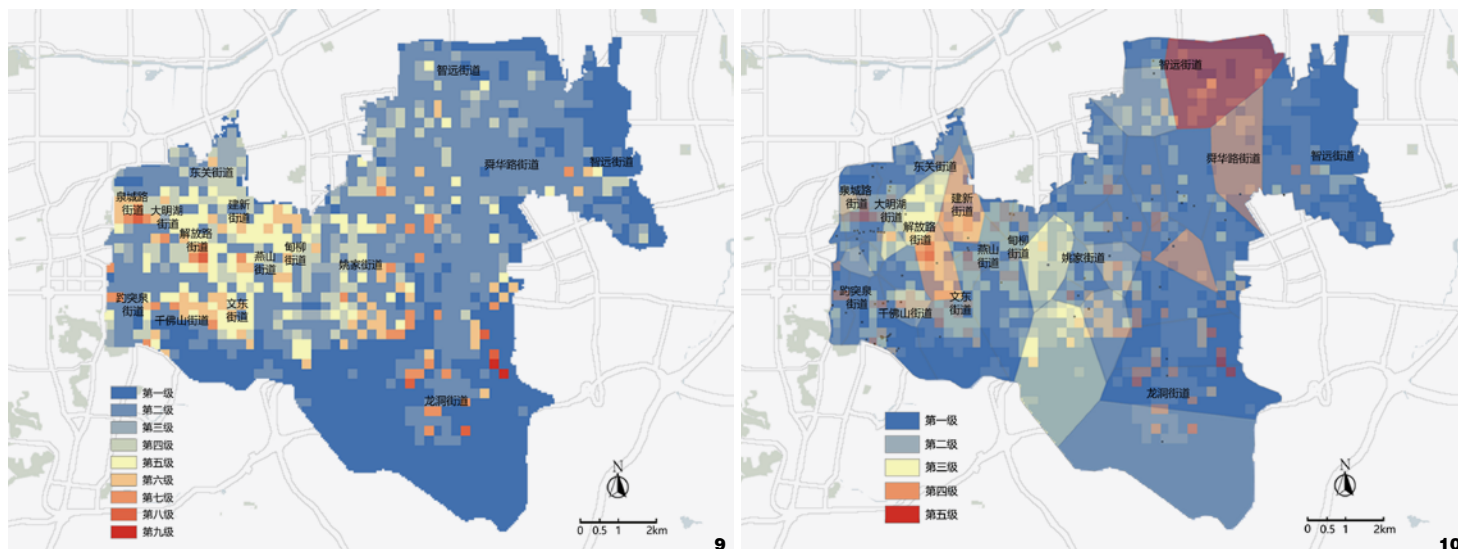 智远街道
舜华路街道
智远街道
东关街道
泉城路
街道
大明湖
街道
建新
街道
解放路
街道
燕山
街道
甸柳
街道
姚家街道
趵突泉
街道
千佛山街道
文东
街道
龙洞街道
第一级
第二级
第三级
第四级
第五级
第六级
第七级
第八级
第九级
N
0 0.5 1 2km
9
智远街道
舜华路街道
智远街道
东关街道
泉城路
街道
大明湖
街道
建新
街道
解放路
街道
燕山
街道
甸柳
街道
姚家街道
趵突泉
街道
千佛山街道
文东
街道
龙洞街道
第一级
第二级
第三级
第四级
第五级
N
0 0.5 1 2km
10